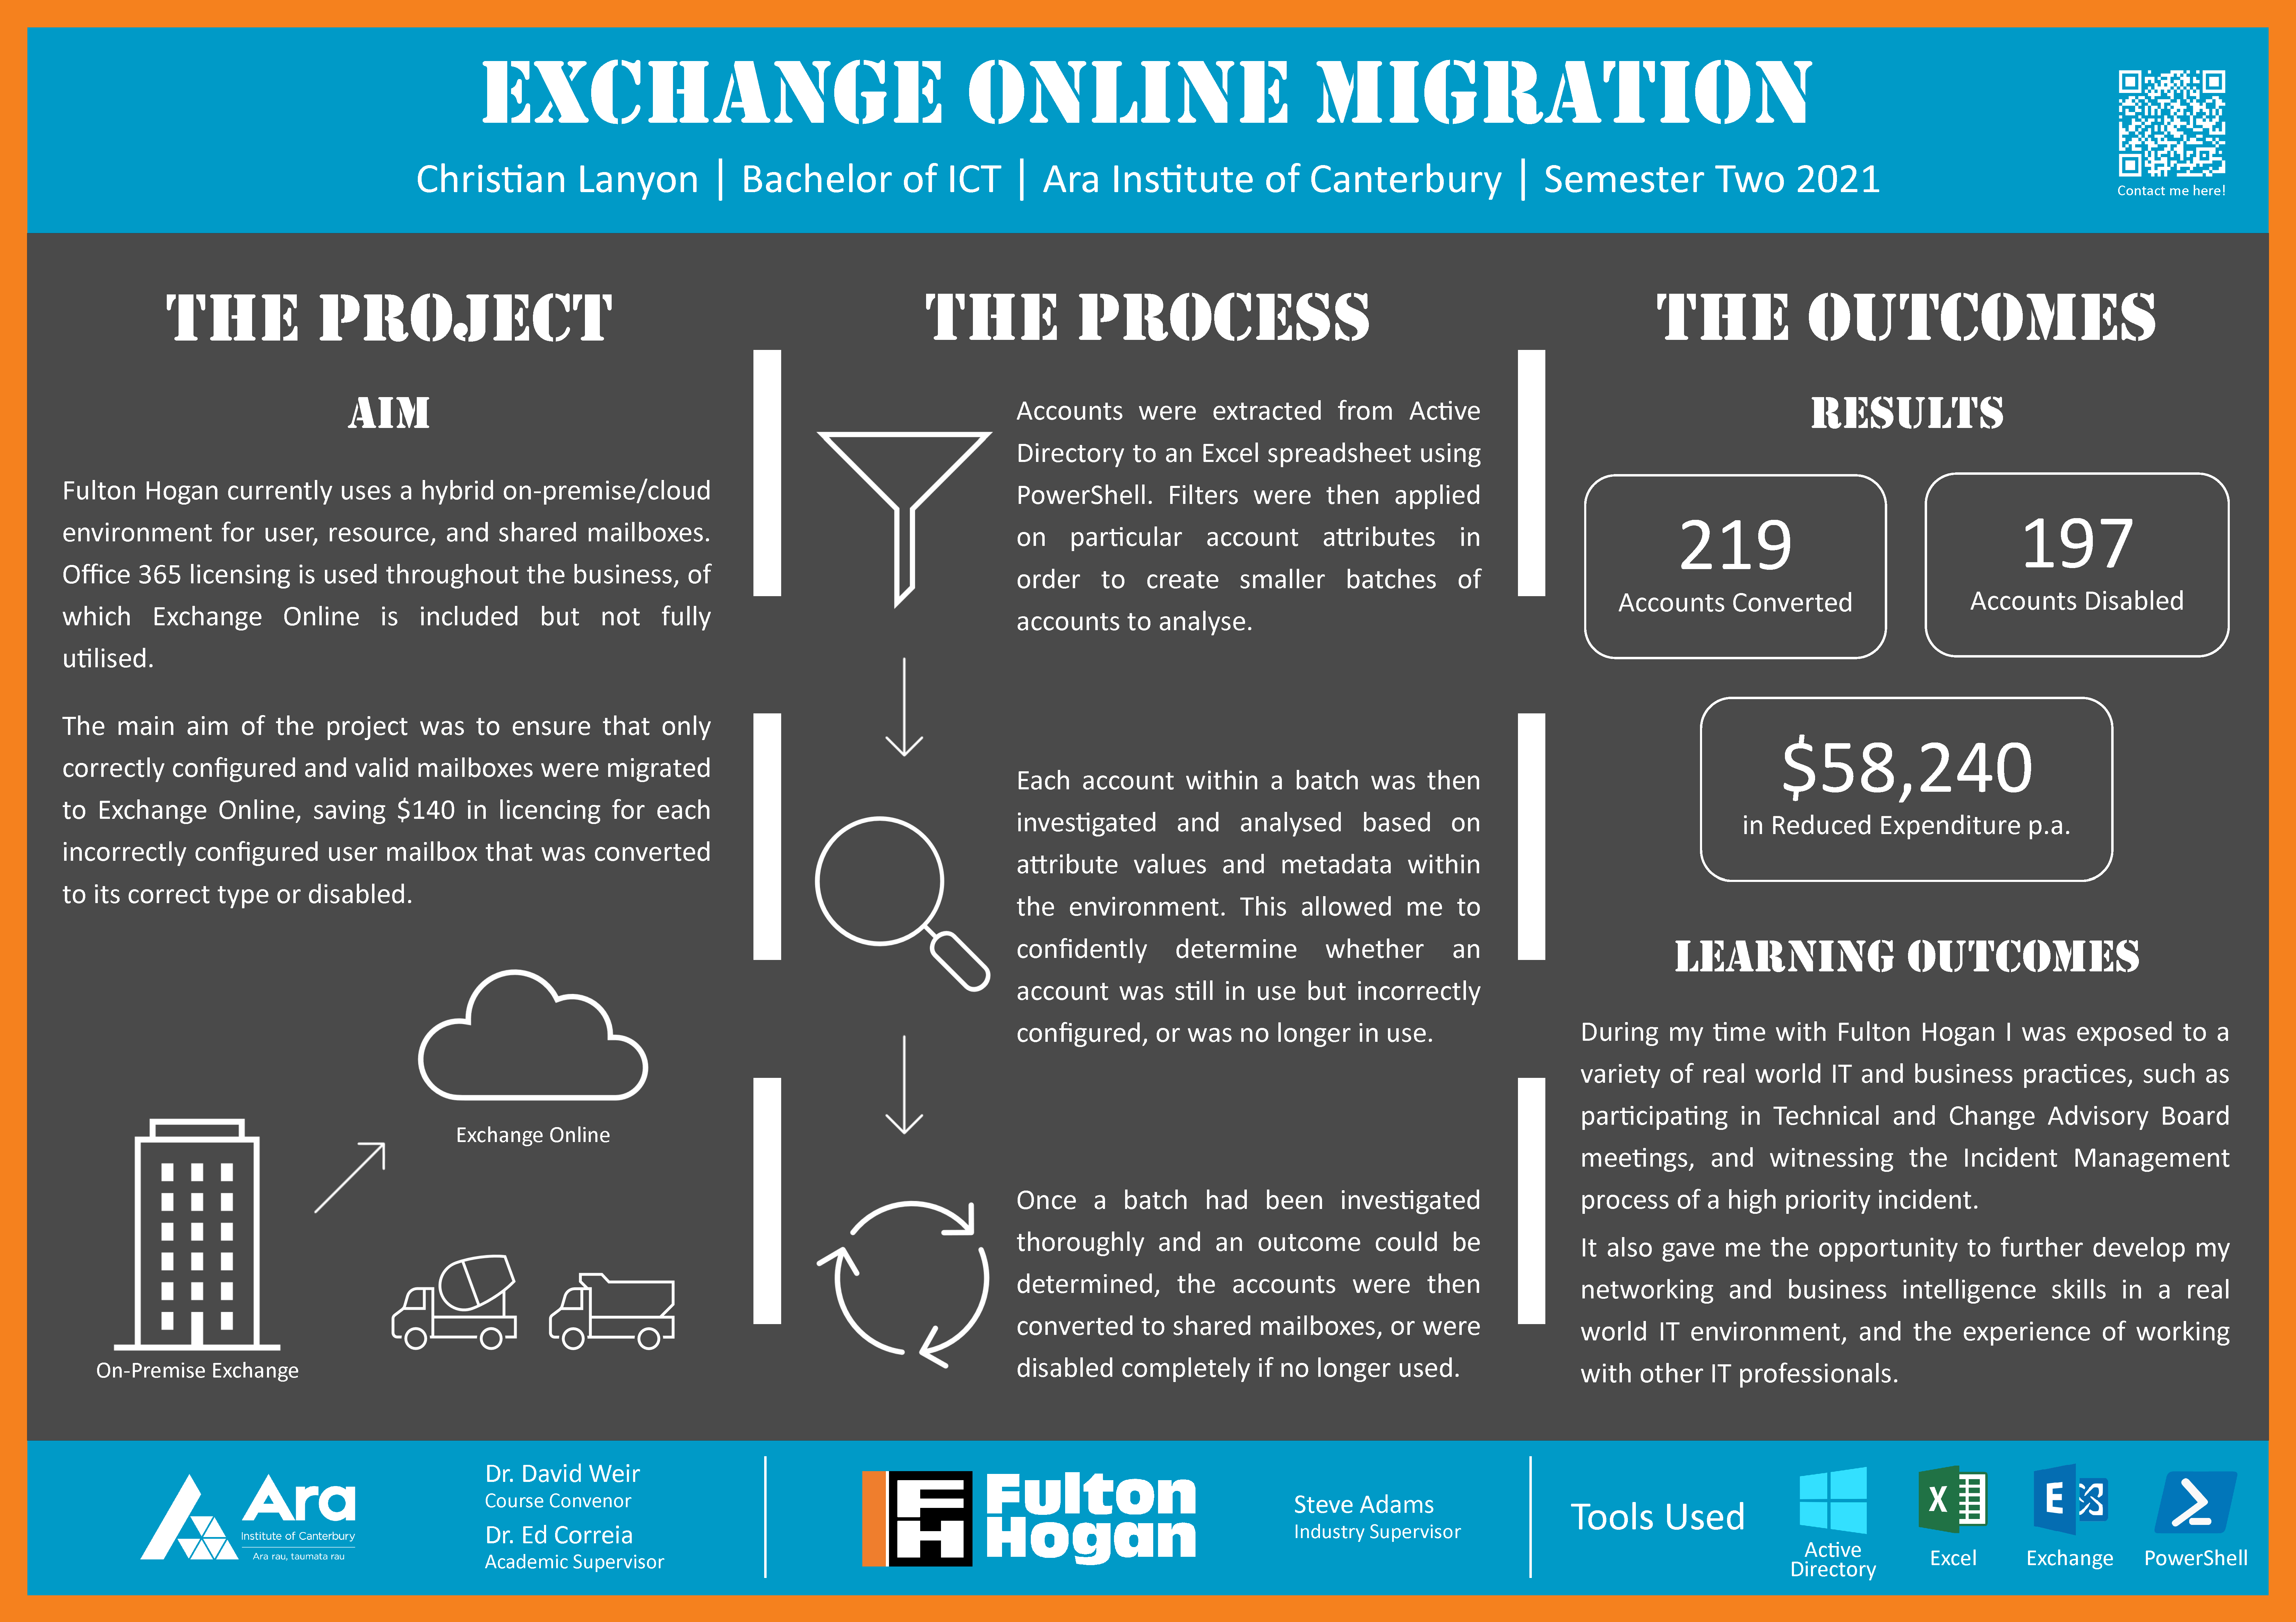 EXCHANGE ONLINE MIGRATION
Christian Lanyon | Bachelor of ICT | Ara Institute of Canterbury | Semester Two 2021
Contact me here!
THE PROJECT
AIM
Fulton Hogan currently uses a hybrid on-premise/cloud
environment for user, resource, and shared mailboxes.
Office 365 licensing is used throughout the business, of
which Exchange Online is included but not fully
utilised.
The main aim of the project was to ensure that only
correctly configured and valid mailboxes were migrated
to Exchange Online, saving $140 in licencing for each
incorrectly configured user mailbox that was converted
to its correct type or disabled.
Exchange Online
On-Premise Exchange
THE PROCESS
Accounts were extracted from Active
Directory to an Excel spreadsheet using
PowerShell. Filters were then applied
on particular account attributes in
order to create smaller batches of
accounts to analyse.
Each account within a batch was then
investigated and analysed based on
attribute values and metadata within
the environment. This allowed me to
confidently determine whether an
account was still in use but incorrectly
configured, or was no longer in use.
Once a batch had been investigated
thoroughly and an outcome could be
determined, the accounts were then
converted to shared mailboxes, or were
disabled completely if no longer used.
THE OUTCOMES
RESULTS
219
Accounts Converted
197
Accounts Disabled
$58,240
in Reduced Expenditure p.a.
LEARNING OUTCOMES
During my time with Fulton Hogan I was exposed to a
variety of real world IT and business practices, such as
participating in Technical and Change Advisory Board
meetings, and witnessing the Incident Management
process of a high priority incident.
It also gave me the opportunity to further develop my
networking and business intelligence skills in a real
world IT environment, and the experience of working
with other IT professionals.
Ara
Institute of Canterbury
Ara rau, taumata rau
Dr. David Weir
Course Convenor
Dr. Ed Correia
Academic Supervisor
FH
Fulton
Hogan
Steve Adams
Industry Supervisor
Tools Used
Active
Directory
X
Excel
E
Exchange
PowerShell